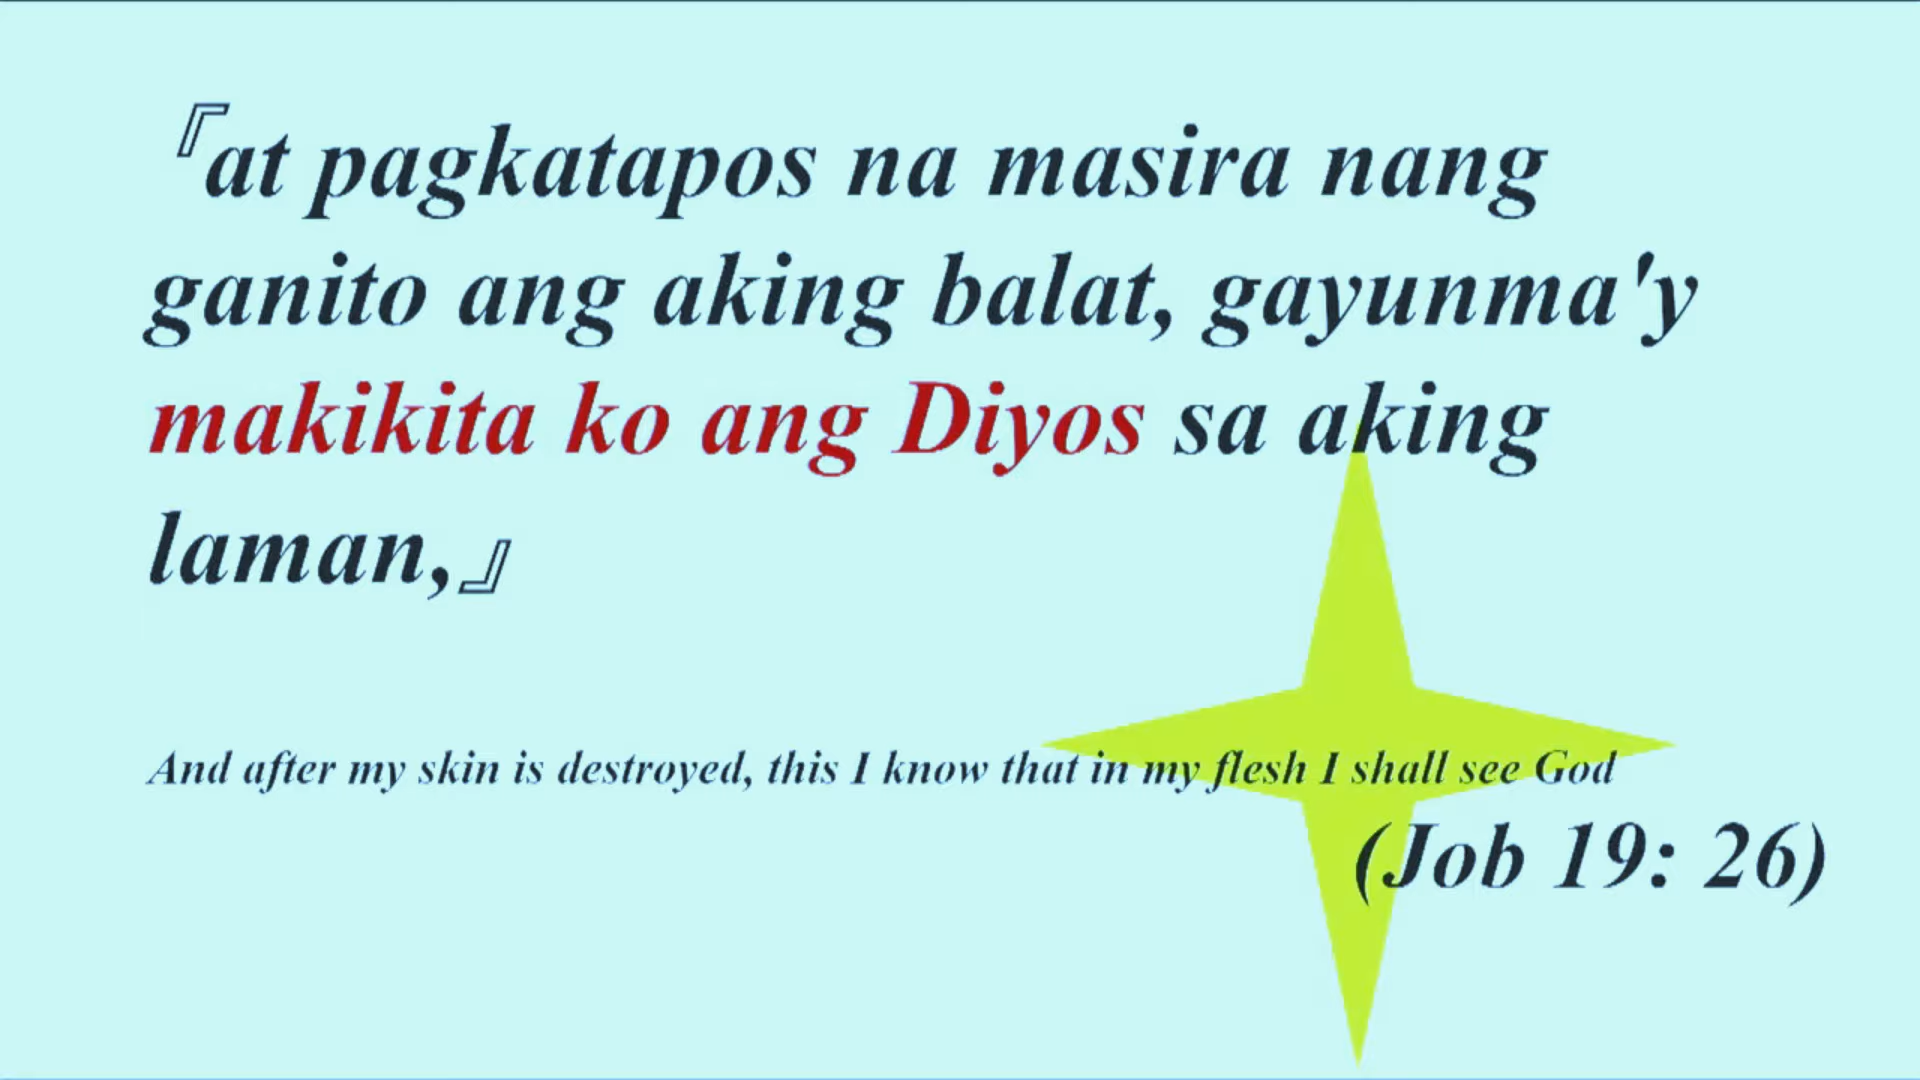 『at pagkatapos na masira nang
ganito ang aking balat, gayunma'y
makikita ko ang Diyos sa aking
laman,』
And after my skin is destroyed, this I know that in my flesh I shall see God
(Job 19: 26)